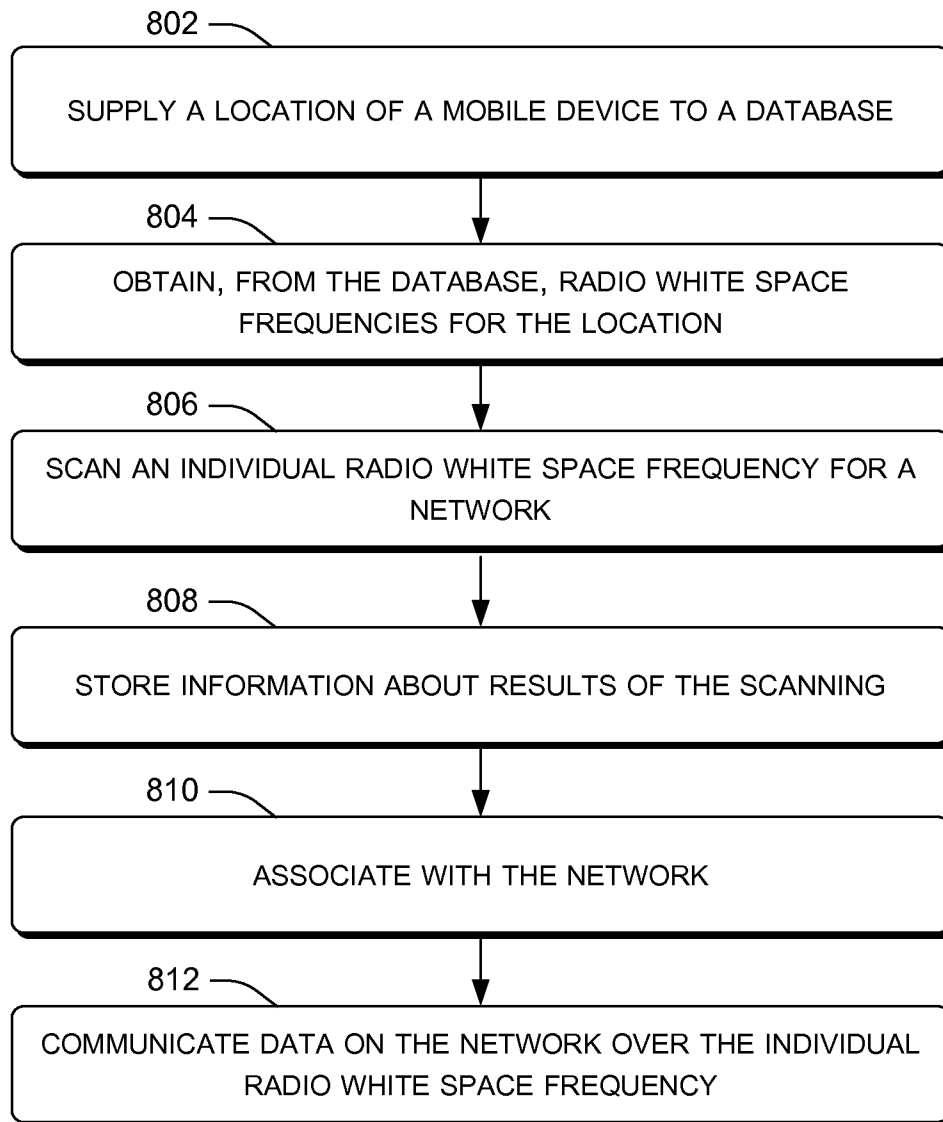 802
SUPPLY A LOCATION OF A MOBILE DEVICE TO A DATABASE
804
OBTAIN, FROM THE DATABASE, RADIO WHITE SPACE
FREQUENCIES FOR THE LOCATION
806
SCAN AN INDIVIDUAL RADIO WHITE SPACE FREQUENCY FOR A
NETWORK
808
STORE INFORMATION ABOUT RESULTS OF THE SCANNING
810
ASSOCIATE WITH THE NETWORK
812
COMMUNICATE DATA ON THE NETWORK OVER THE INDIVIDUAL
RADIO WHITE SPACE FREQUENCY